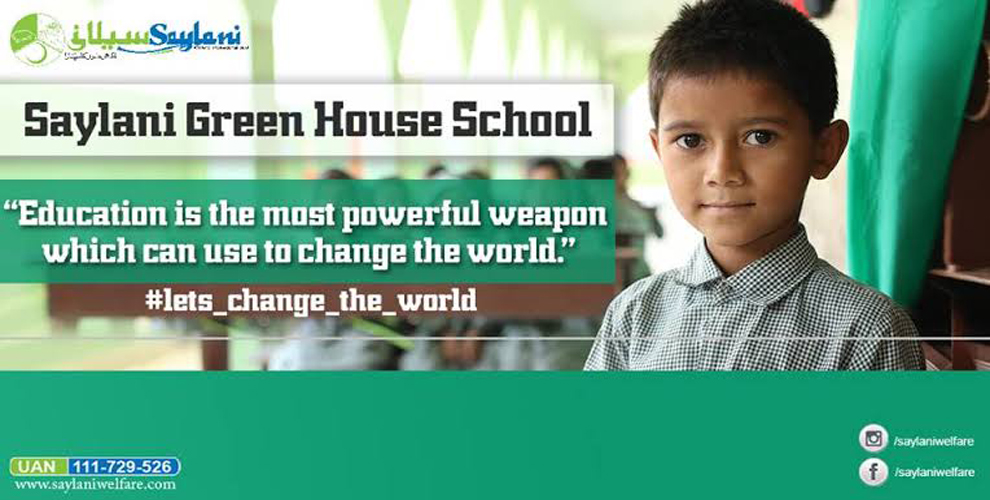 سیلانی Saylani
Saylani Green House School
“Education is the most powerful weapon
which can use to change the world.”
#lets_change_the_world
/saylaniwelfare
/saylaniwelfare
UAN 111-729-526
www.saylaniwelfare.com